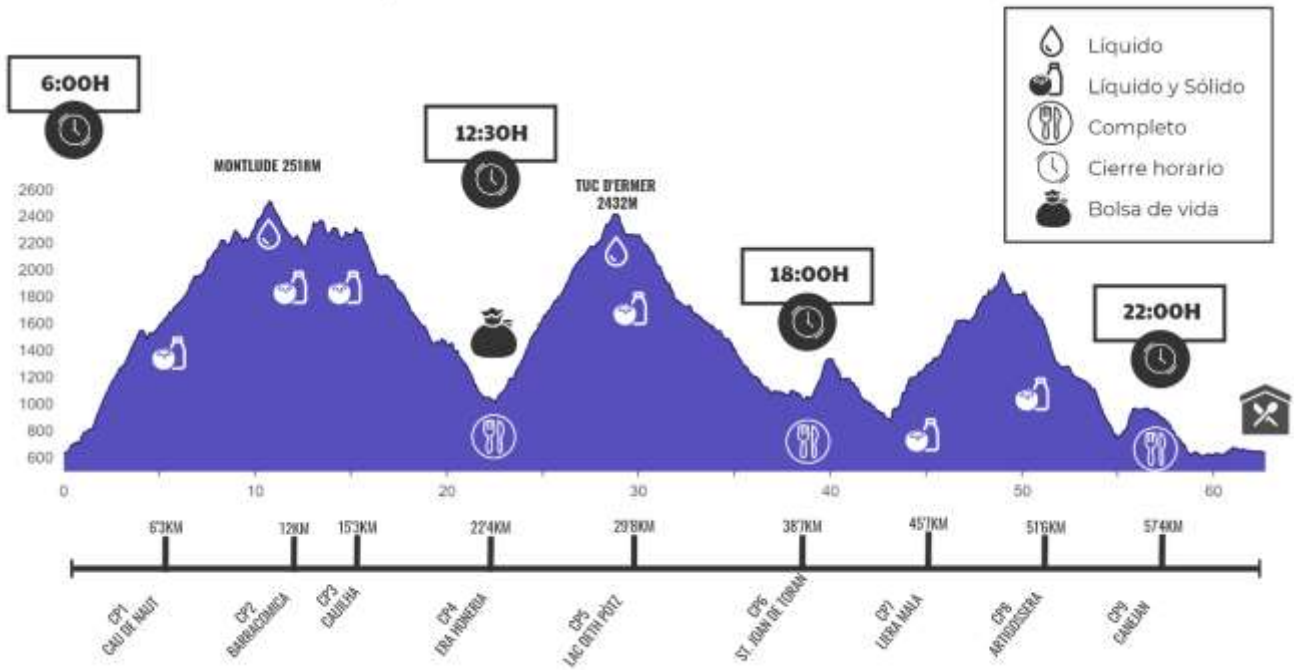 6:00H
12:30H
18:00H
22:00H
MONTLUDE 2518M
TUC D'ERMER
2432M
Líquido
Líquido y Sólido
Completo
Cierre horario
Bolsa de vida
2600
2400
2200
2000
1800
1600
1400
1200
1000
800
600
0
10
20
30
40
50
60
6'3KM
12KM
15'3KM
22'4KM
29'8KM
38'7KM
45'1KM
51'6KM
57'4KM
CP1
CAU DE NAUT
CP2
BARRACOMICA
CP3
CAUILHA
CP4
ERA HONERIA
CP5
LAC DETH PÒTZ
CP6
ST. JOAN DE TORAN
CP7
LIERA MALA
CP8
ARTIGOSSERA
CP9
CANEJAN